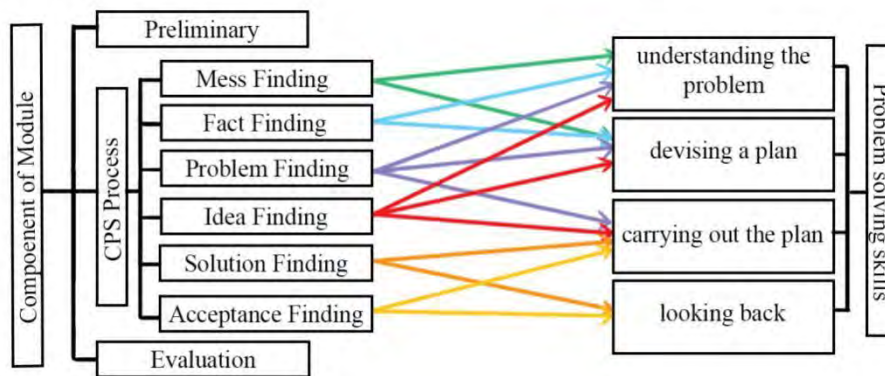 Compoenent of Module
Preliminary
CPS Process
Mess Finding
Fact Finding
Problem Finding
Idea Finding
Solution Finding
Acceptance Finding
Evaluation
understanding the
problem
devising a plan
carrying out the plan
looking back
Problem solving skills